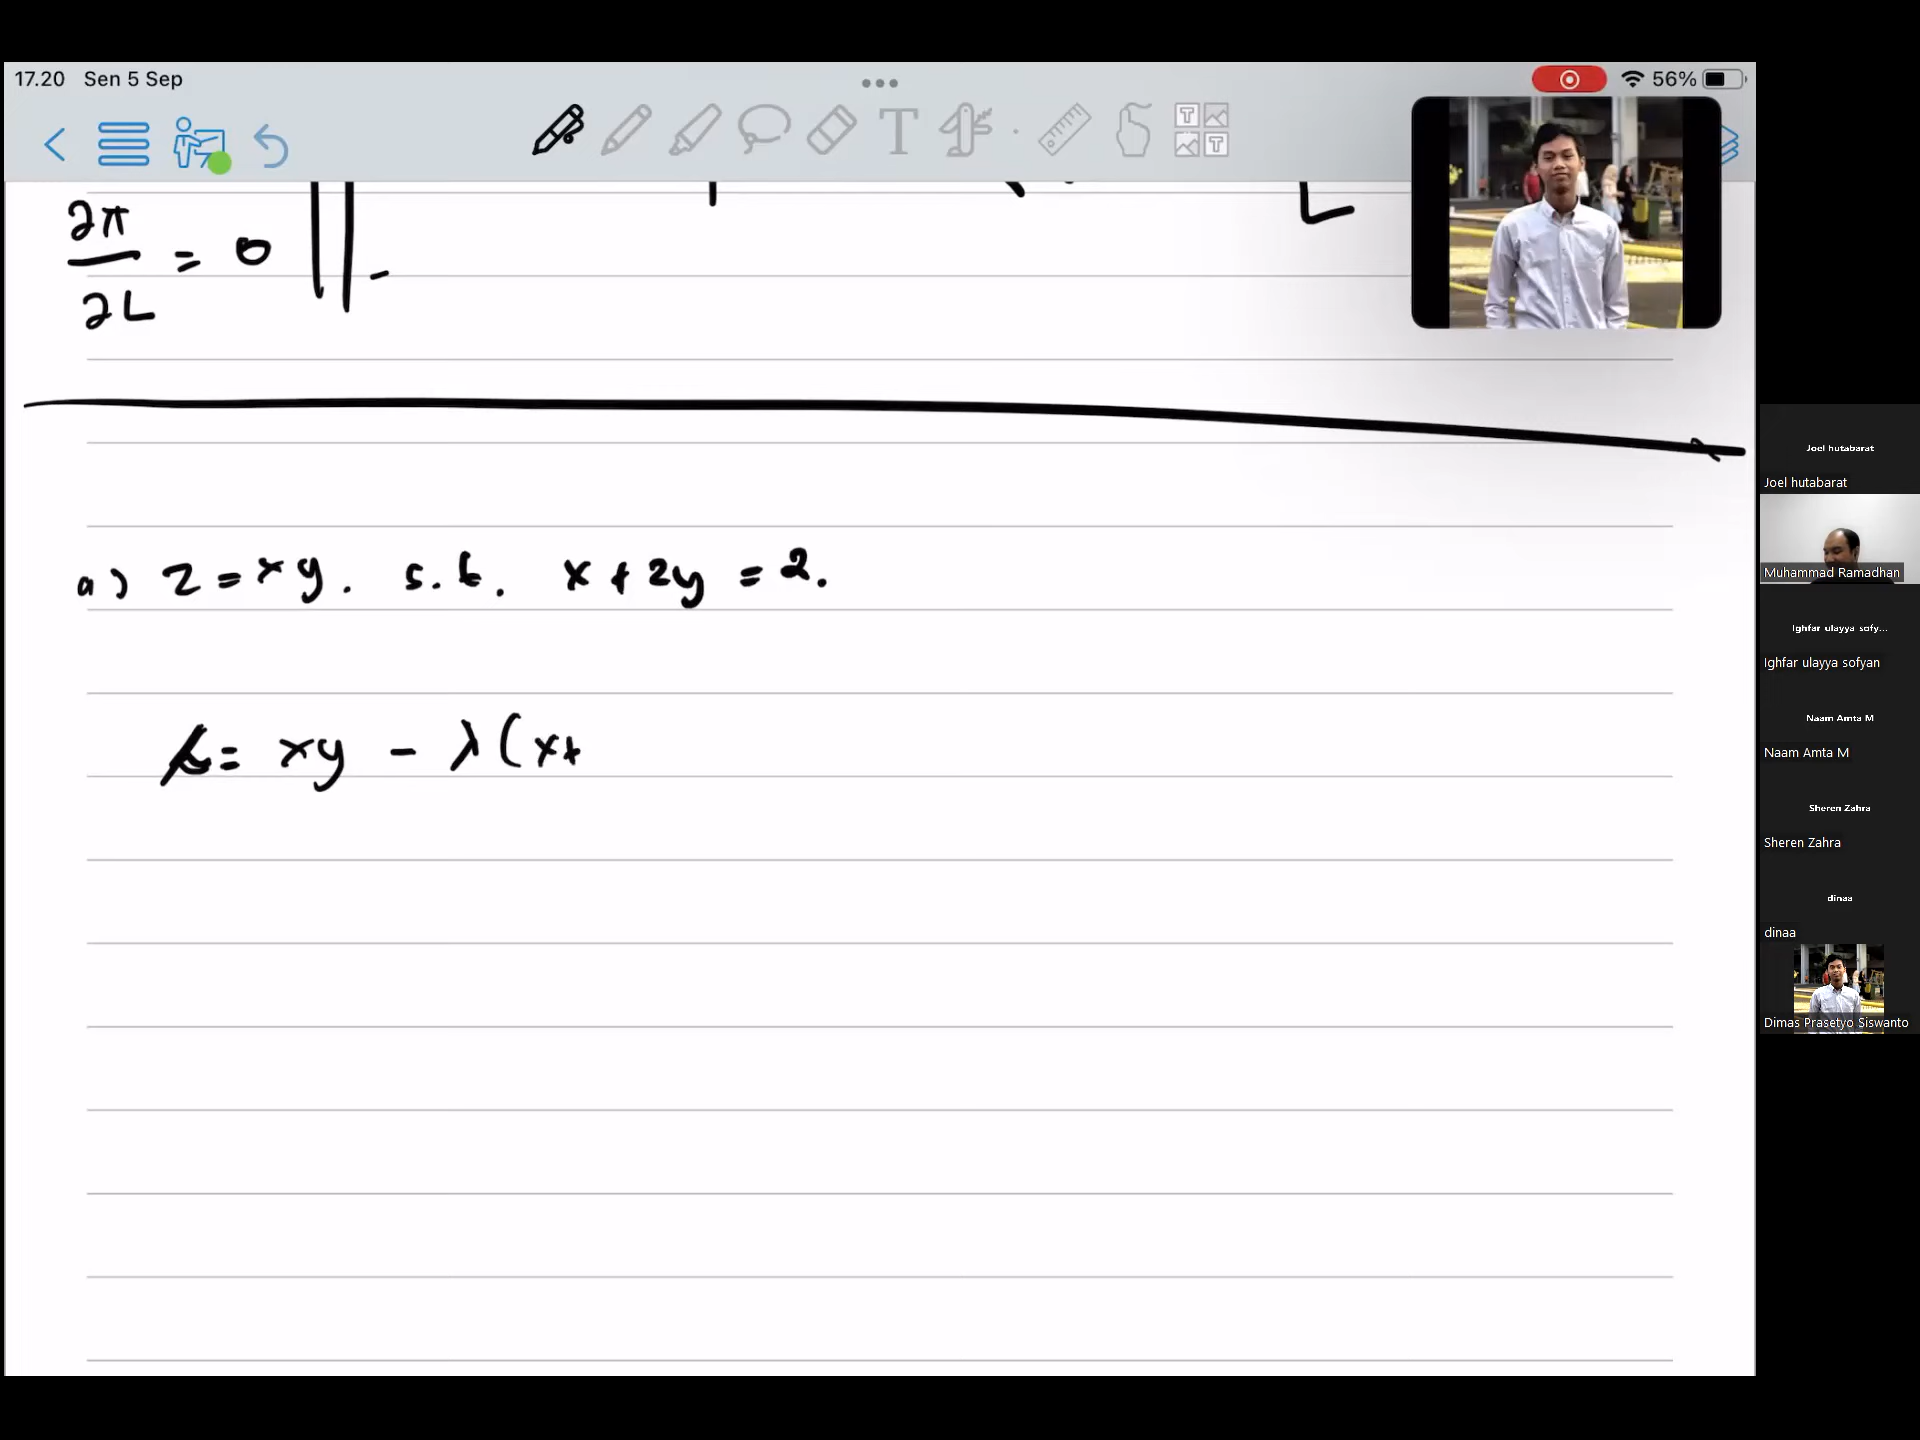 17.20 Sen 5 Sep
56%
T
∂π
∂L
= 0
L
a) z = xy. s.t. x + 2y = 2.
ℒ = xy - λ(x+
Joel hutabarat
Joel hutabarat
Muhammad Ramadhan
Ighfar ulayya sofy...
Ighfar ulayya sofyan
Naam Amta M
Naam Amta M
Sheren Zahra
Sheren Zahra
dinaa
dinaa
Dimas Prasetyo Siswanto